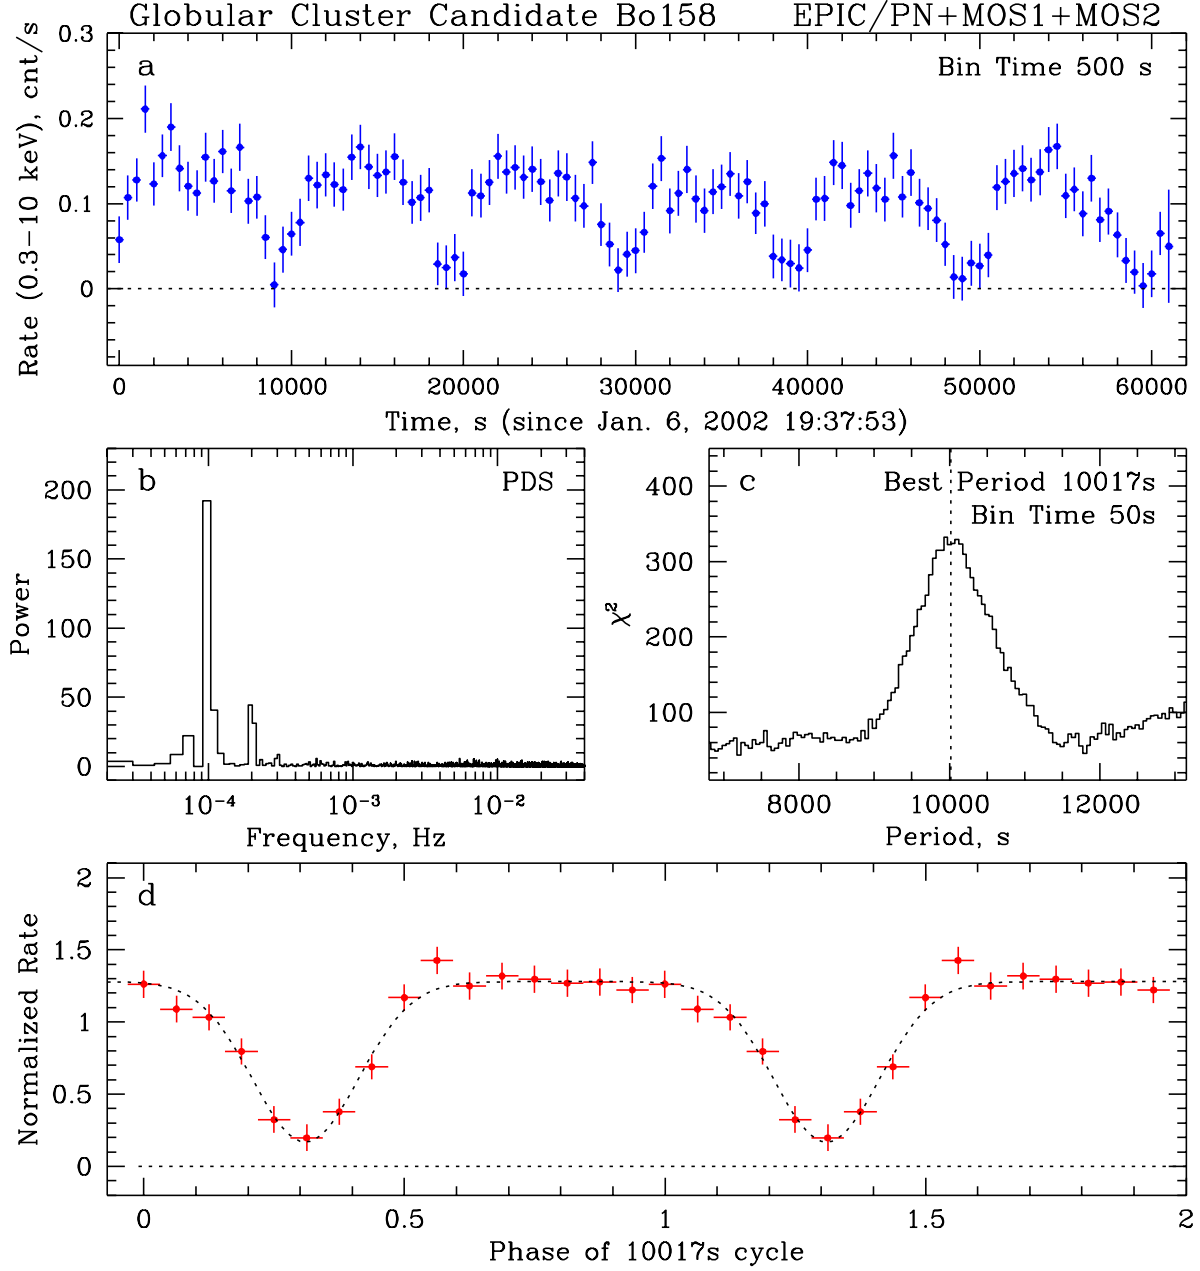 Globular Cluster Candidate Bo158 EPIC/PN+MOS1+MOS2
a Bin Time 500 s
Rate (0.3−10 keV), cnt/s
0.3
0.2
0.1
0
0 10000 20000 30000 40000 50000 60000
Time, s (since Jan. 6, 2002 19:37:53)
b PDS
Power
200
150
100
50
0
10⁻⁴ 10⁻³ 10⁻²
Frequency, Hz
c Best Period 10017s
Bin Time 50s
χ²
400
300
200
100
8000 10000 12000
Period, s
d
Normalized Rate
2
1.5
1
0.5
0
0 0.5 1 1.5 2
Phase of 10017s cycle